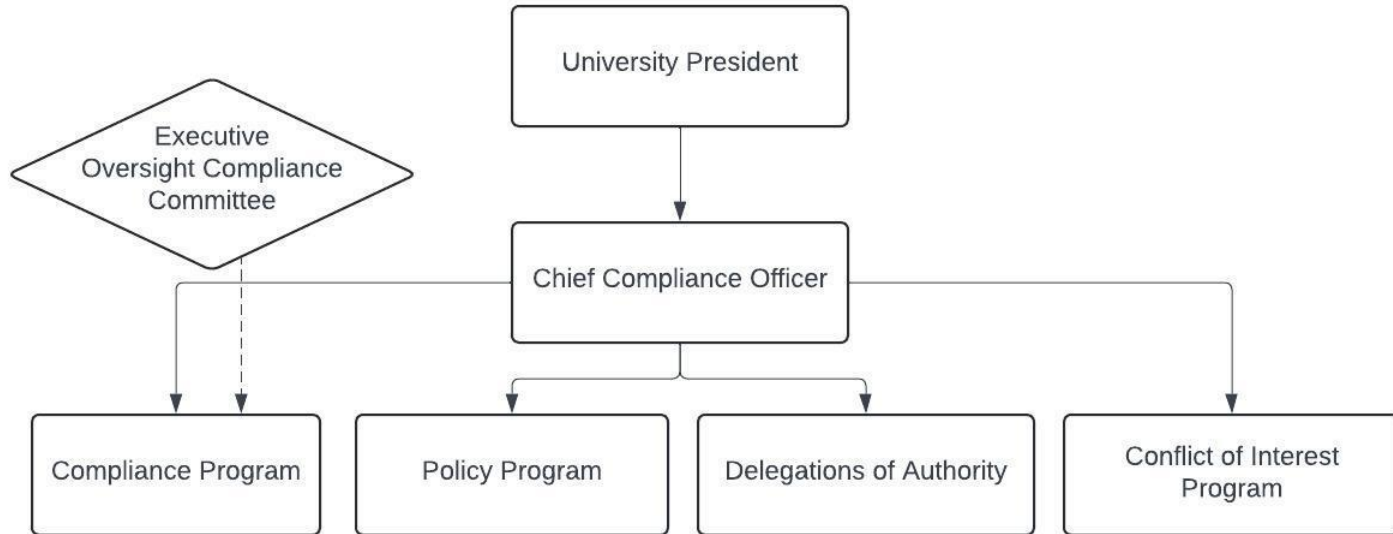 University President
Executive
Oversight Compliance
Committee
Chief Compliance Officer
Compliance Program
Policy Program
Delegations of Authority
Conflict of Interest
Program